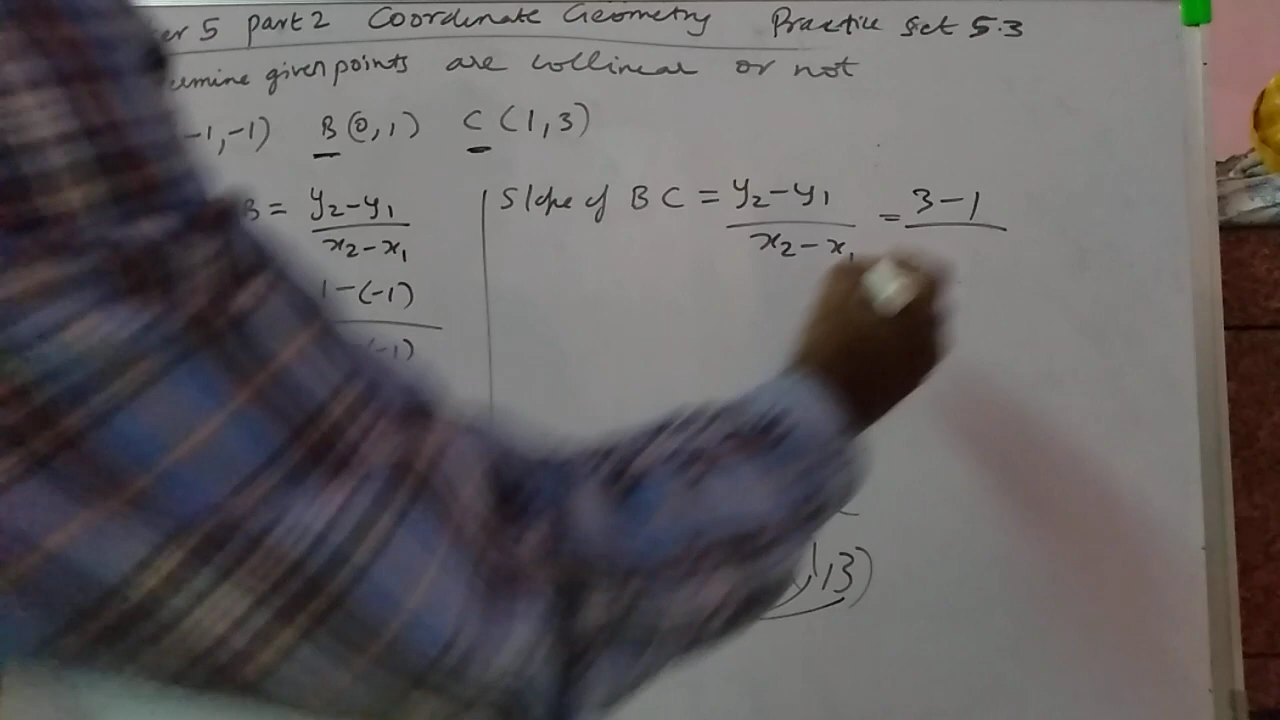 er 5 part 2 Coordinate Geometry Practice Set 5.3
ermine given points are collinear or not
-1,-1) B(0,1) C(1,3)
B = y₂-y₁ / x₂-x₁
1-(-1)
(-1)
Slope of BC = y₂-y₁ / x₂-x₁ = 3-1
1,3)